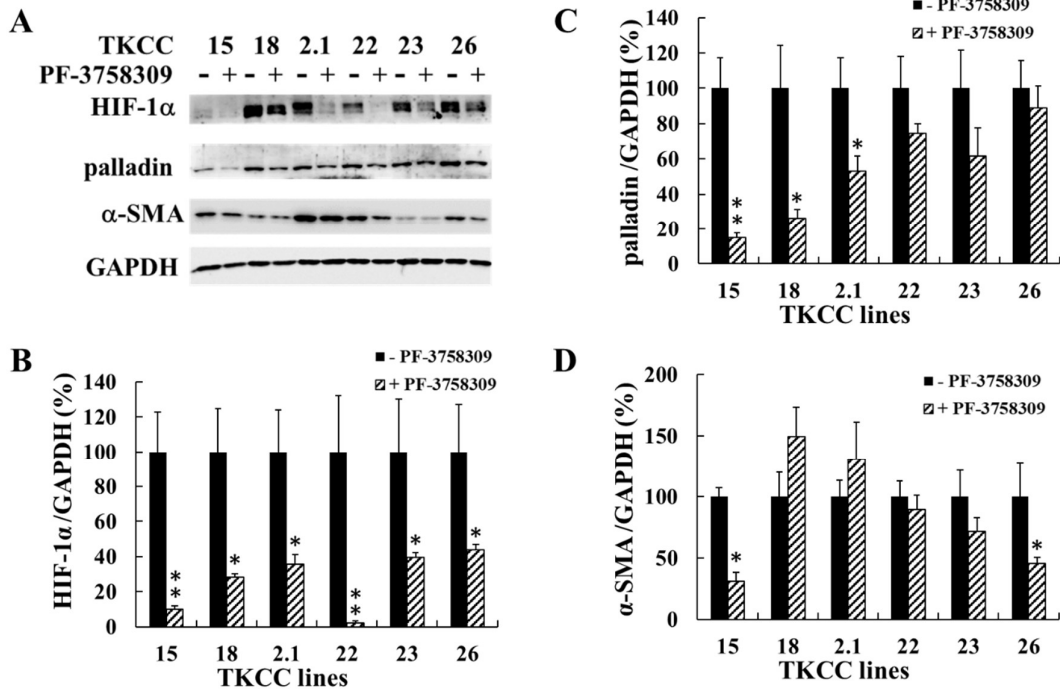 A
TKCC 15 18 2.1 22 23 26
PF-3758309 - + - + - + - + - + - +
HIF-1α
palladin
α-SMA
GAPDH
B
- PF-3758309
+ PF-3758309
HIF-1α/GAPDH (%)
140
120
100
80
60
40
20
0
** * * ** * *
15 18 2.1 22 23 26
TKCC lines
C
- PF-3758309
+ PF-3758309
palladin/GAPDH (%)
140
120
100
80
60
40
20
0
** * *
15 18 2.1 22 23 26
TKCC lines
D
- PF-3758309
+ PF-3758309
α-SMA/GAPDH (%)
200
150
100
50
0
* *
15 18 2.1 22 23 26
TKCC lines